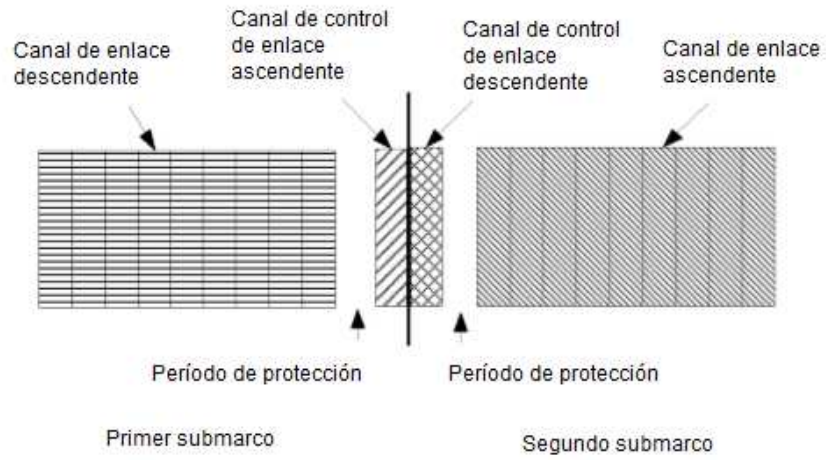 Canal de enlace
descendente
Canal de control
de enlace
ascendente
Canal de control
de enlace
descendente
Canal de enlace
ascendente
Período de protección
Período de protección
Primer submarco
Segundo submarco